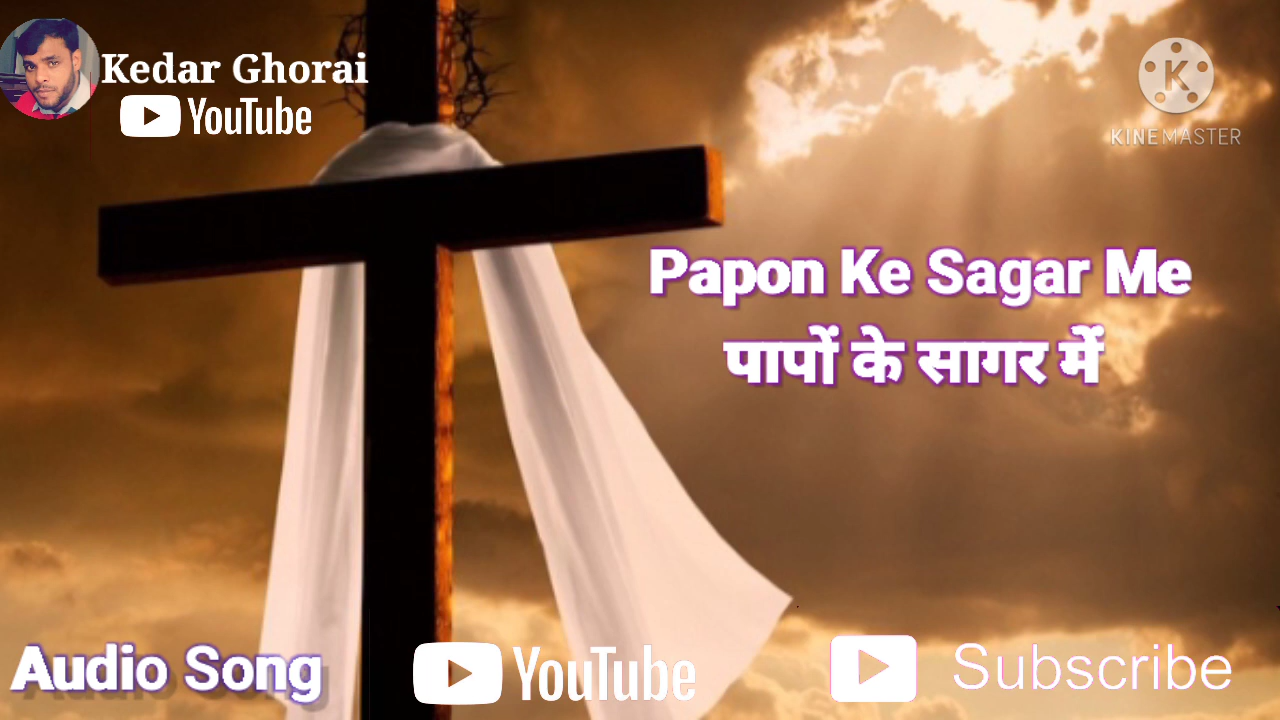 Kedar Ghorai
YouTube
K
KINEMASTER
Papon Ke Sagar Me
पापों के सागर में
Audio Song
YouTube
Subscribe